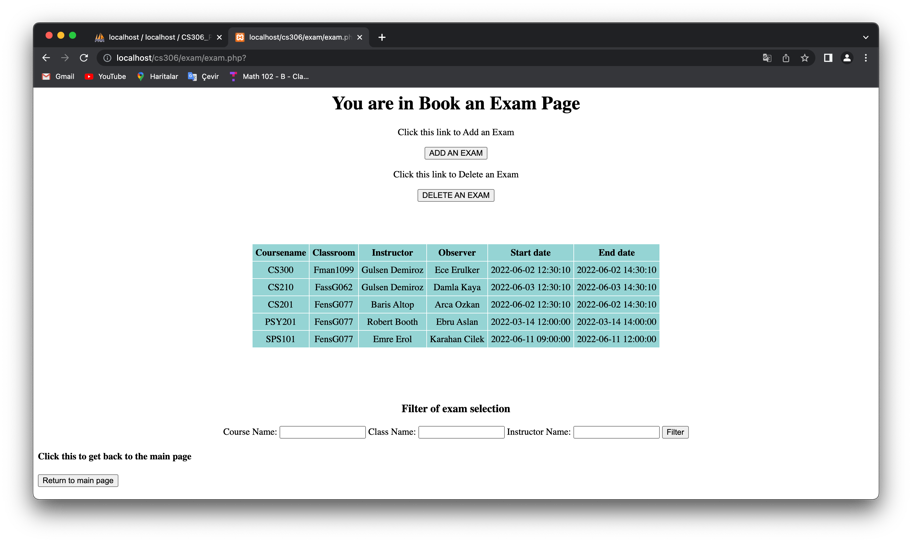 localhost / localhost / CS306_
localhost/cs306/exam/exam.ph
localhost/cs306/exam/exam.php?
Gmail YouTube Haritalar Çevir Math 102 - B - Cla...
You are in Book an Exam Page
Click this link to Add an Exam
ADD AN EXAM
Click this link to Delete an Exam
DELETE AN EXAM
Coursename Classroom Instructor Observer Start date End date
CS300 Fman1099 Gulsen Demiroz Ece Erulker 2022-06-02 12:30:10 2022-06-02 14:30:10
CS210 FassG062 Gulsen Demiroz Damla Kaya 2022-06-03 12:30:10 2022-06-03 14:30:10
CS201 FensG077 Baris Altop Arca Ozkan 2022-06-02 12:30:10 2022-06-02 14:30:10
PSY201 FensG077 Robert Booth Ebru Aslan 2022-03-14 12:00:00 2022-03-14 14:00:00
SPS101 FensG077 Emre Erol Karahan Cilek 2022-06-11 09:00:00 2022-06-11 12:00:00
Filter of exam selection
Course Name: Class Name: Instructor Name: Filter
Click this to get back to the main page
Return to main page